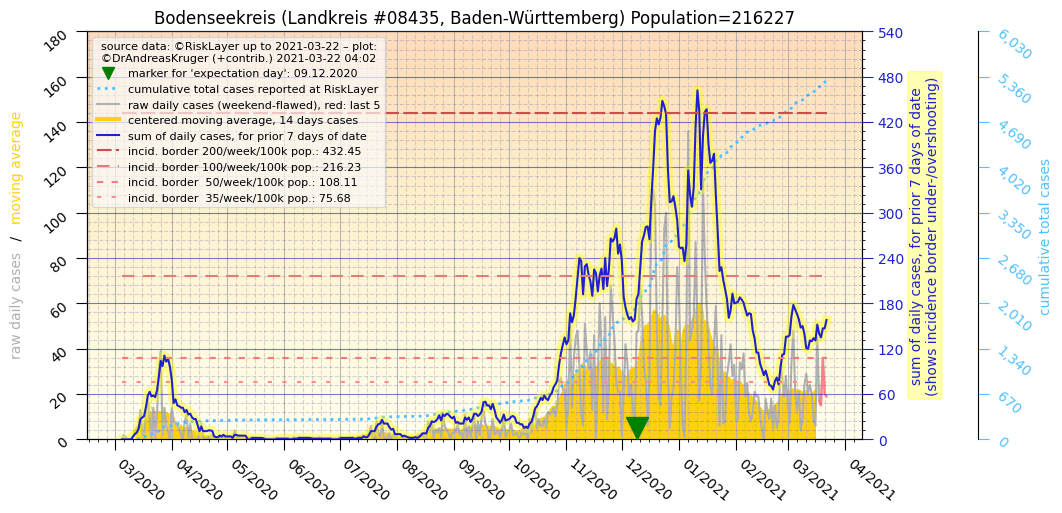 Bodenseekreis (Landkreis #08435, Baden-Württemberg) Population=216227
source data: ©RiskLayer up to 2021-03-22 – plot:
©DrAndreasKruger (+contrib.) 2021-03-22 04:02
marker for 'expectation day': 09.12.2020
cumulative total cases reported at RiskLayer
raw daily cases (weekend-flawed), red: last 5
centered moving average, 14 days cases
sum of daily cases, for prior 7 days of date
incid. border 200/week/100k pop.: 432.45
incid. border 100/week/100k pop.: 216.23
incid. border  50/week/100k pop.: 108.11
incid. border  35/week/100k pop.: 75.68
raw daily cases  /  moving average
180
160
140
120
100
80
60
40
20
0
03/2020
04/2020
05/2020
06/2020
07/2020
08/2020
09/2020
10/2020
11/2020
12/2020
01/2021
02/2021
03/2021
04/2021
540
480
420
360
300
240
180
120
60
0
sum of daily cases, for prior 7 days of date
(shows incidence border under-/overshooting)
6,030
5,360
4,690
4,020
3,350
2,680
2,010
1,340
670
0
cumulative total cases